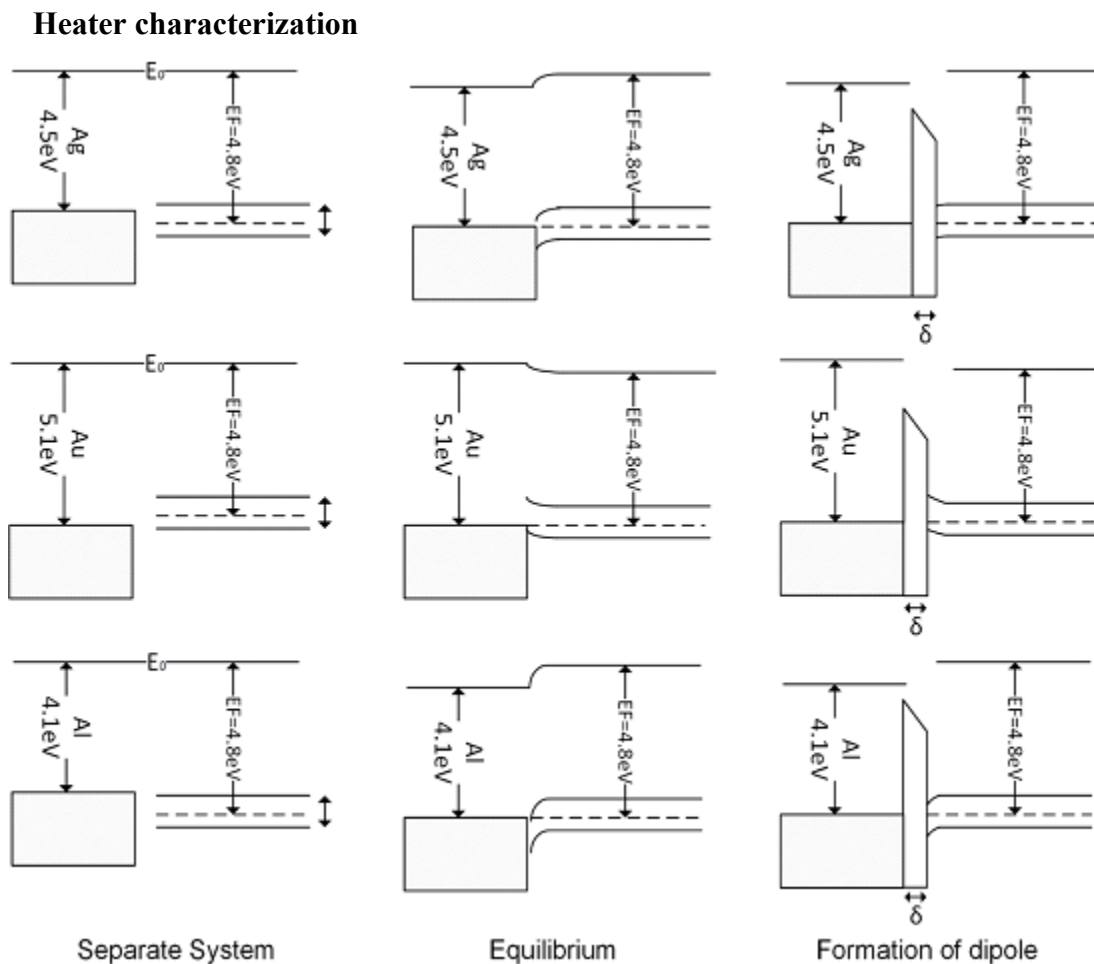 Heater characterization
E₀
Ag
4.5eV
EF=4.8eV
Ag
4.5eV
EF=4.8eV
Ag
4.5eV
EF=4.8eV
δ
E₀
Au
5.1eV
EF=4.8eV
Au
5.1eV
EF=4.8eV
Au
5.1eV
EF=4.8eV
δ
E₀
Al
4.1eV
EF=4.8eV
Al
4.1eV
EF=4.8eV
Al
4.1eV
EF=4.8eV
δ
Separate System
Equilibrium
Formation of dipole